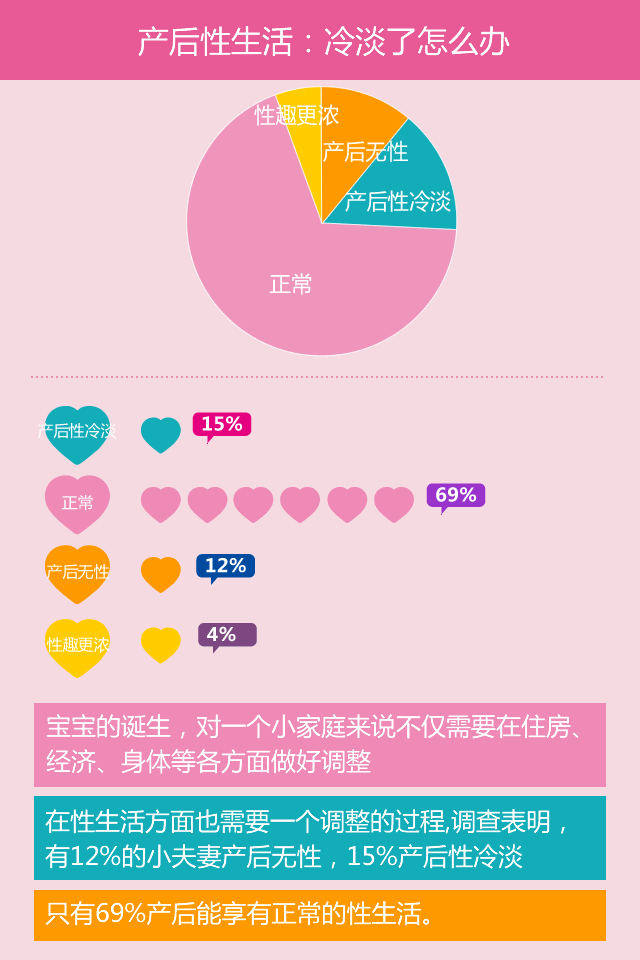 产后性生活：冷淡了怎么办
性趣更浓
产后无性
产后性冷淡
正常
产后性冷淡
15%
正常
69%
产后无性
12%
性趣更浓
4%
宝宝的诞生，对一个小家庭来说不仅需要在住房、
经济、身体等各方面做好调整
在性生活方面也需要一个调整的过程,调查表明，
有12%的小夫妻产后无性，15%产后性冷淡
只有69%产后能享有正常的性生活。